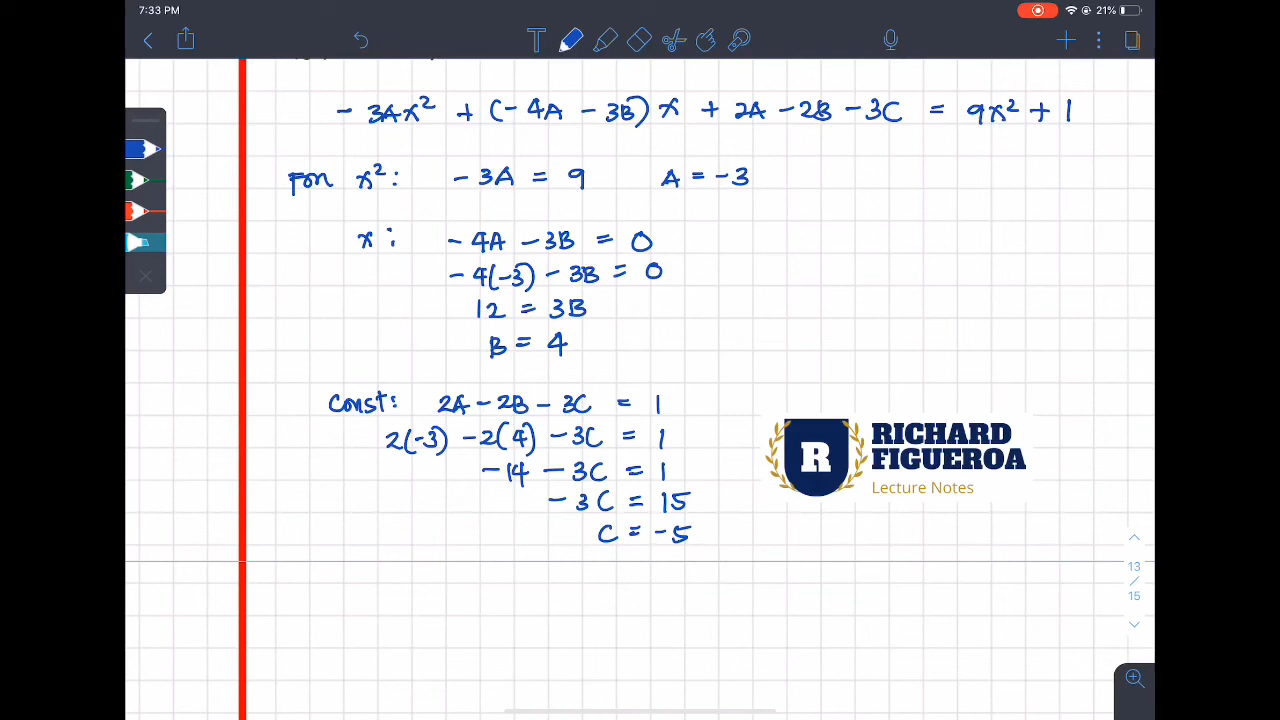 7:33 PM
21%
- 3Ax² + (- 4A - 3B) x + 2A - 2B - 3C = 9x² + 1
For x²: - 3A = 9 A = -3
x: - 4A - 3B = 0
- 4(-3) - 3B = 0
12 = 3B
B = 4
Const: 2A - 2B - 3C = 1
2(-3) - 2(4) - 3C = 1
- 14 - 3C = 1
- 3C = 15
C = -5
R
RICHARD
FIGUEROA
Lecture Notes
13
/
15